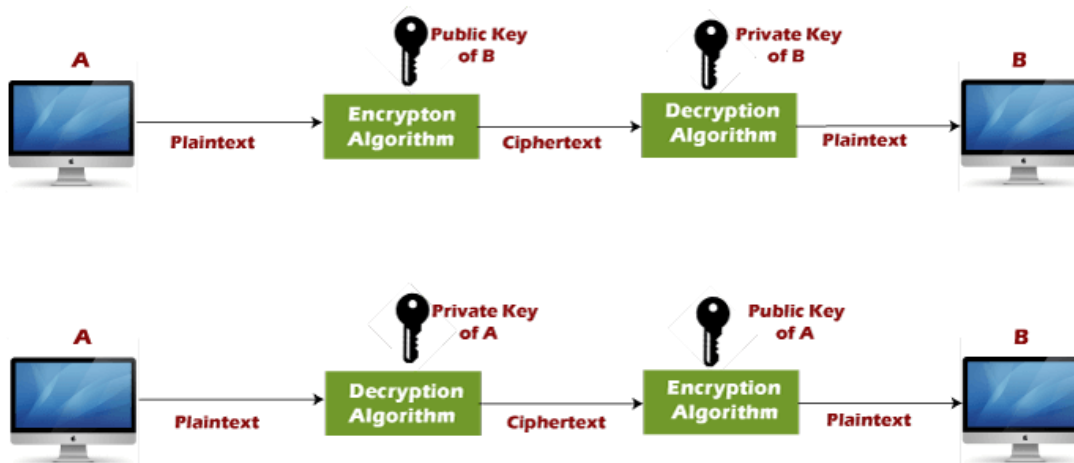 A
Public Key
of B
Private Key
of B
B
Encrypton
Algorithm
Decryption
Algorithm
Plaintext
Ciphertext
Plaintext
A
Private Key
of A
Public Key
of A
B
Decryption
Algorithm
Encryption
Algorithm
Plaintext
Ciphertext
Plaintext